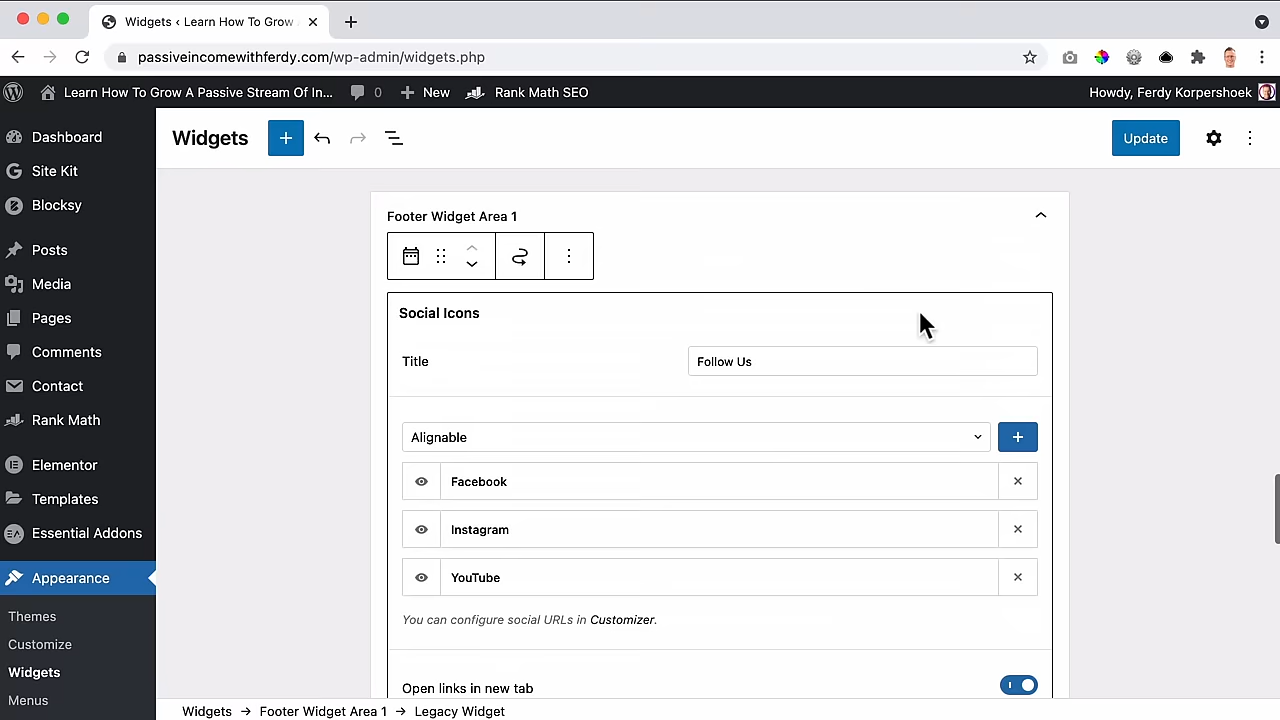 Widgets ‹ Learn How To Grow
passiveincomewithferdy.com/wp-admin/widgets.php
Learn How To Grow A Passive Stream Of In... 0 New Rank Math SEO Howdy, Ferdy Korpershoek
Dashboard
Site Kit
Blocksy
Posts
Media
Pages
Comments
Contact
Rank Math
Elementor
Templates
Essential Addons
Appearance
Themes
Customize
Widgets
Menus
Widgets
Update
Footer Widget Area 1
Social Icons
Title Follow Us
Alignable
Facebook
Instagram
YouTube
You can configure social URLs in Customizer.
Open links in new tab
Widgets → Footer Widget Area 1 → Legacy Widget